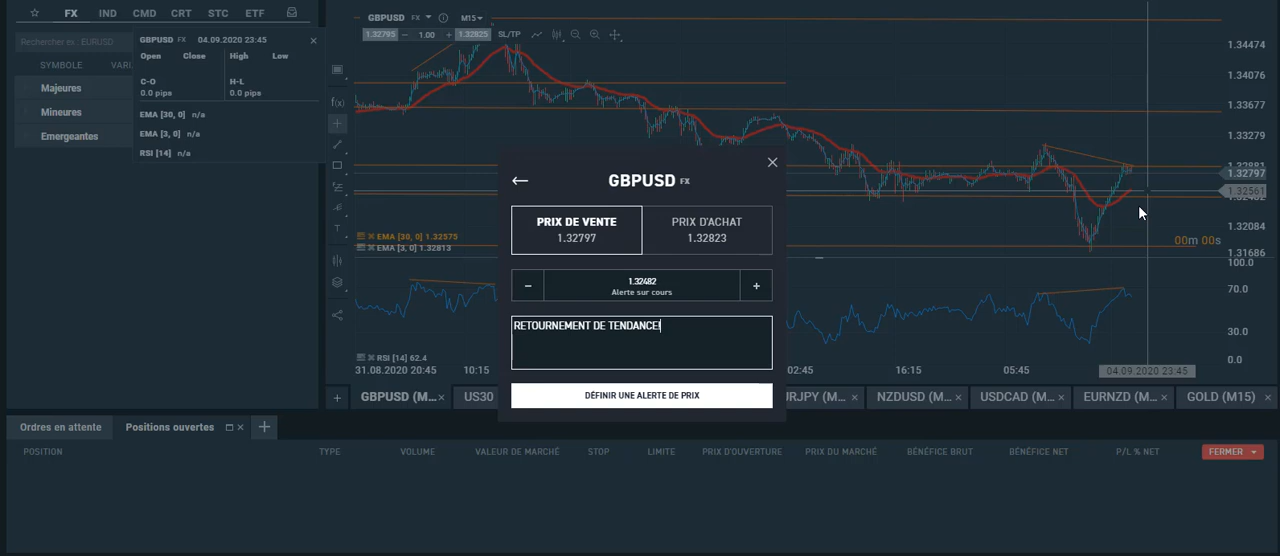 FX IND CMD CRT STC ETF
Rechercher ex : EURUSD
SYMBOLE VARI.
Majeures
Mineures
Emergeantes
GBPUSD FX 04.09.2020 23:45
Open Close High Low
C-O H-L
0.0 pips 0.0 pips
EMA [30, 0] n/a
EMA [3, 0] n/a
RSI [14] n/a
GBPUSD FX M15
1.32795 1.00 + 1.32825 SL/TP
f(x)
T
EMA [30, 0] 1.32575
EMA [3, 0] 1.32813
RSI [14] 62.4
1.34474
1.34076
1.33677
1.33279
1.32881
1.32797
1.32561
1.32482
1.32084
00m 00s
1.31686
100.0
70.0
30.0
0.0
31.08.2020 20:45 10:15 02:45 16:15 05:45 04.09.2020 23:45
GBPUSD FX
PRIX DE VENTE PRIX D'ACHAT
1.32797 1.32823
- 1.32482 +
Alerte sur cours
RETOURNEMENT DE TENDANCE!
DÉFINIR UNE ALERTE DE PRIX
+ GBPUSD (M... US30 URJPY (M... NZDUSD (M... USDCAD (M... EURNZD (M... GOLD (M15)
Ordres en attente Positions ouvertes +
POSITION TYPE VOLUME VALEUR DE MARCHÉ STOP LIMITE PRIX D'OUVERTURE PRIX DU MARCHÉ BÉNÉFICE BRUT BÉNÉFICE NET P/L % NET FERMER